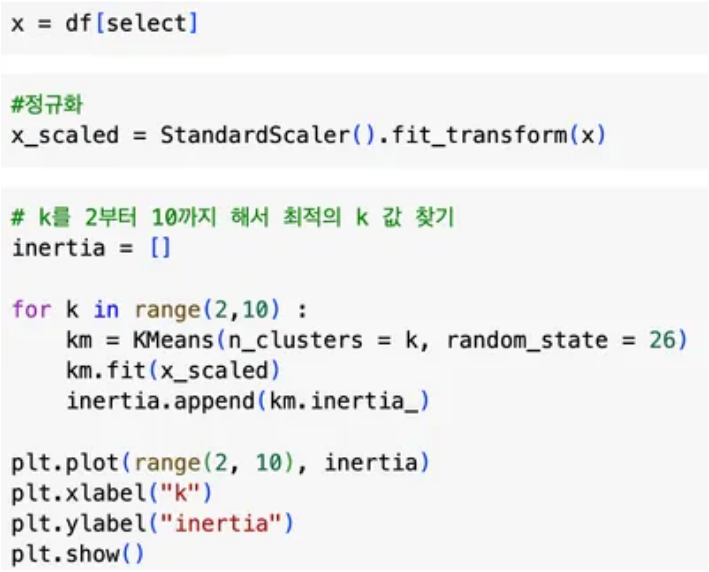 x = df[select]
#정규화
x_scaled = StandardScaler().fit_transform(x)
# k를 2부터 10까지 해서 최적의 k 값 찾기
inertia = []
for k in range(2,10) :
    km = KMeans(n_clusters = k, random_state = 26)
    km.fit(x_scaled)
    inertia.append(km.inertia_)
plt.plot(range(2, 10), inertia)
plt.xlabel("k")
plt.ylabel("inertia")
plt.show()